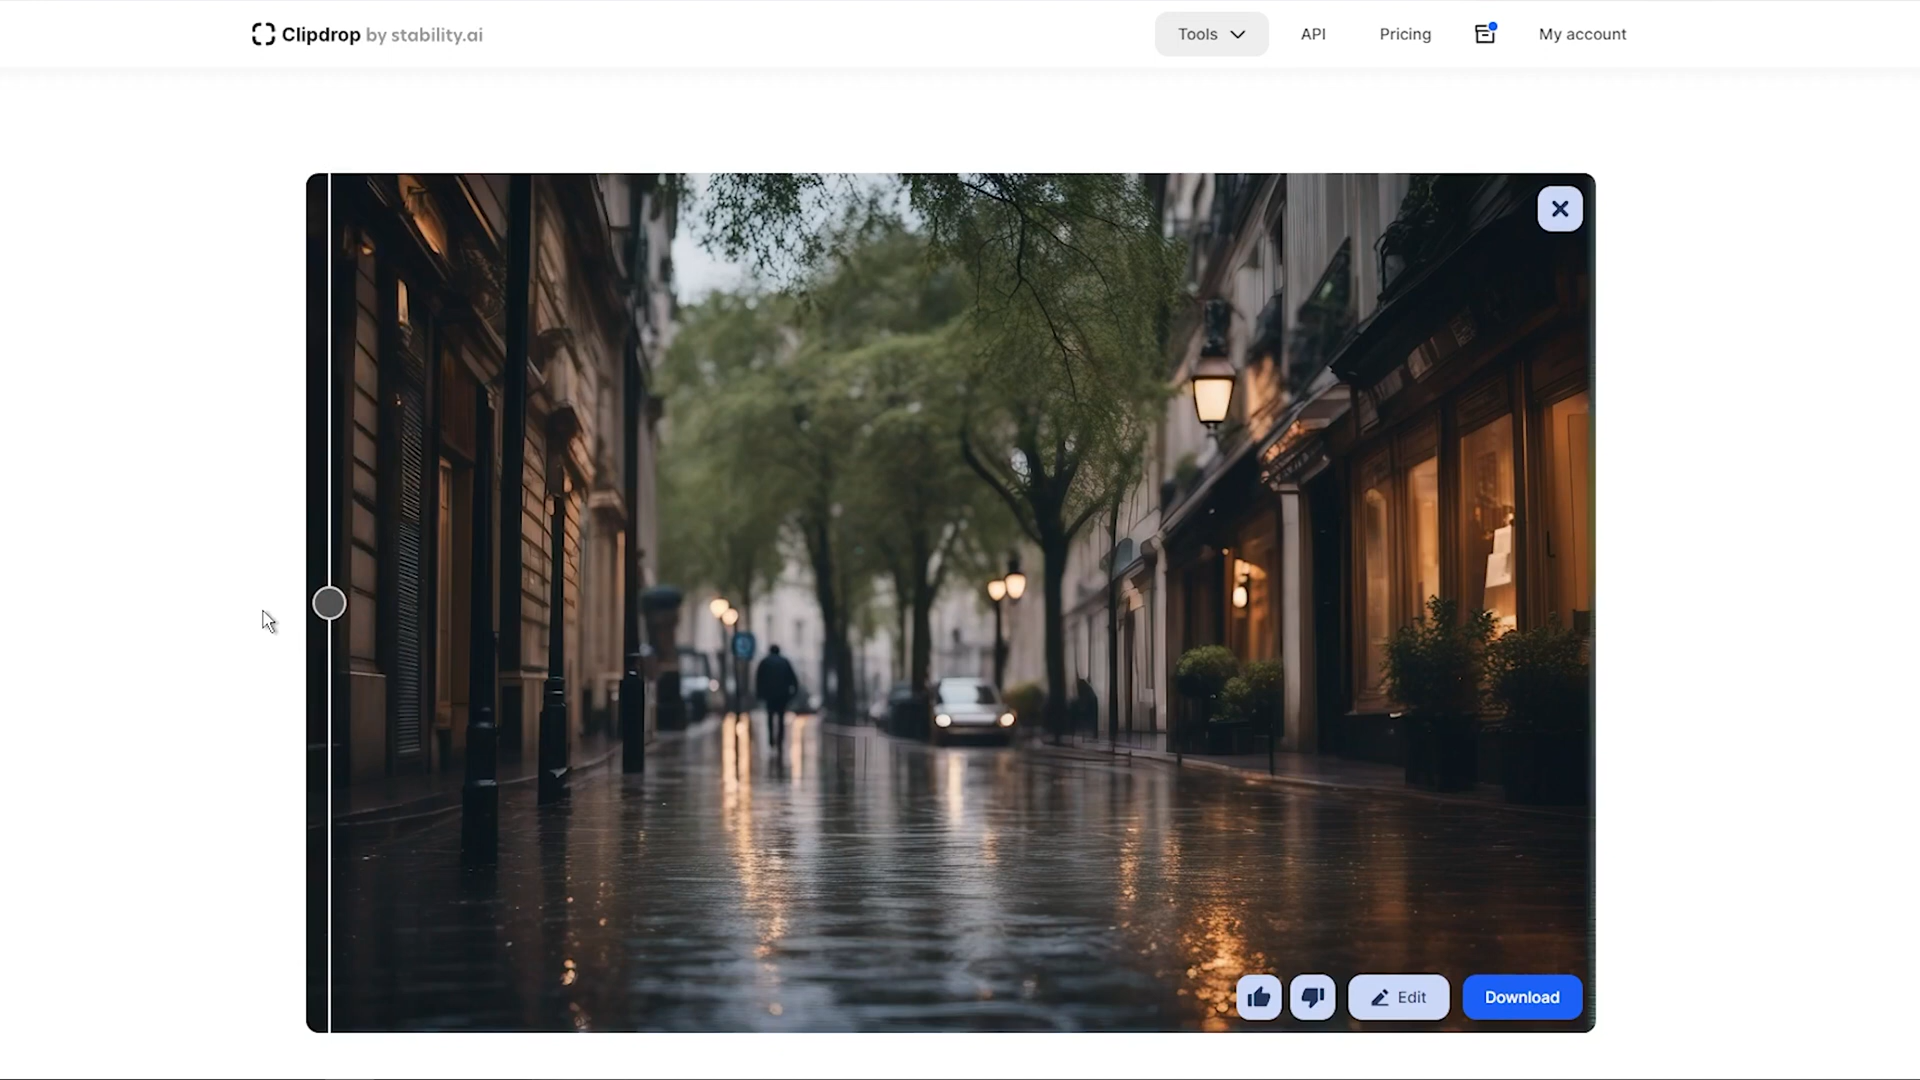 Clipdrop by stability.ai
Tools
API
Pricing
My account
Edit
Download